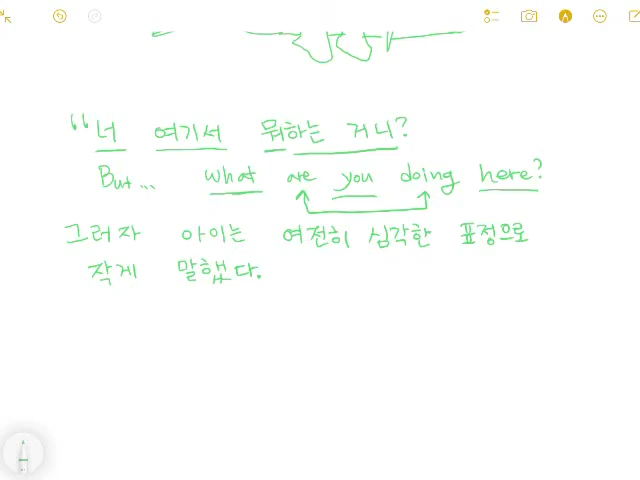 “너 여기서 뭐하는 거니?
But... what are you doing here?
그러자 아이는 여전히 심각한 표정으로
작게 말했다.